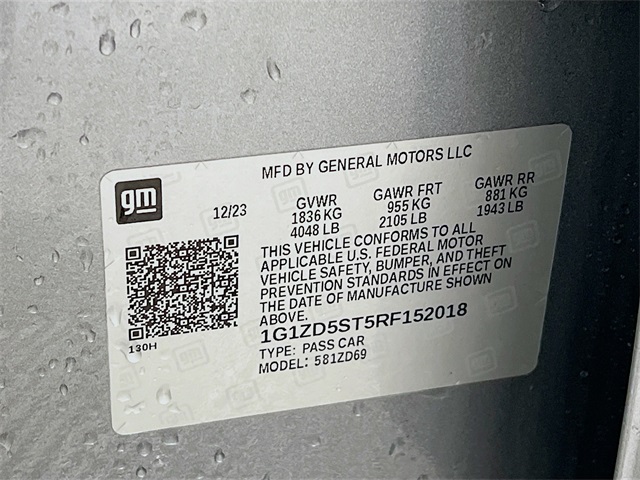 MFD BY GENERAL MOTORS LLC
gm
12/23
GVWR
1836 KG
4048 LB
GAWR FRT
955 KG
2105 LB
GAWR RR
881 KG
1943 LB
THIS VEHICLE CONFORMS TO ALL
APPLICABLE U.S. FEDERAL MOTOR
VEHICLE SAFETY, BUMPER, AND THEFT
PREVENTION STANDARDS IN EFFECT ON
THE DATE OF MANUFACTURE SHOWN
ABOVE.
1G1ZD5ST5RF152018
130H
TYPE: PASS CAR
MODEL: 581ZD69